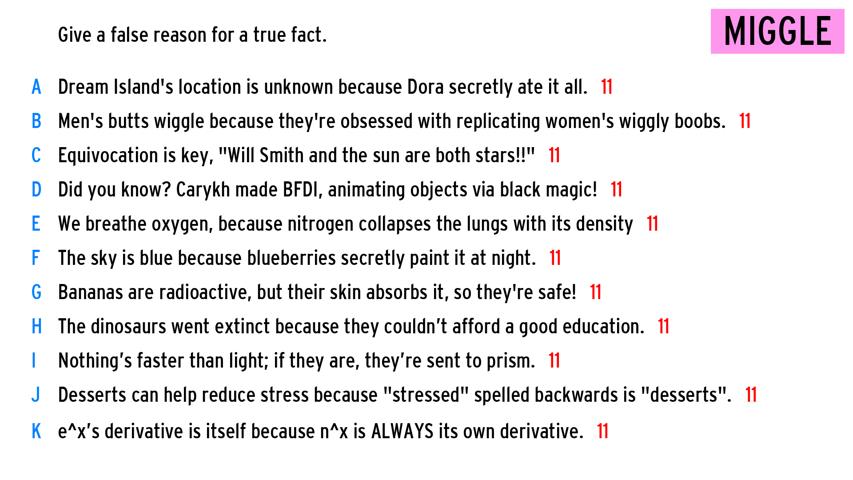 Give a false reason for a true fact.
MIGGLE
A Dream Island's location is unknown because Dora secretly ate it all. 11
B Men's butts wiggle because they're obsessed with replicating women's wiggly boobs. 11
C Equivocation is key, "Will Smith and the sun are both stars!!" 11
D Did you know? Carykh made BFDI, animating objects via black magic! 11
E We breathe oxygen, because nitrogen collapses the lungs with its density 11
F The sky is blue because blueberries secretly paint it at night. 11
G Bananas are radioactive, but their skin absorbs it, so they're safe! 11
H The dinosaurs went extinct because they couldn’t afford a good education. 11
I Nothing’s faster than light; if they are, they’re sent to prism. 11
J Desserts can help reduce stress because "stressed" spelled backwards is "desserts". 11
K e^x’s derivative is itself because n^x is ALWAYS its own derivative. 11